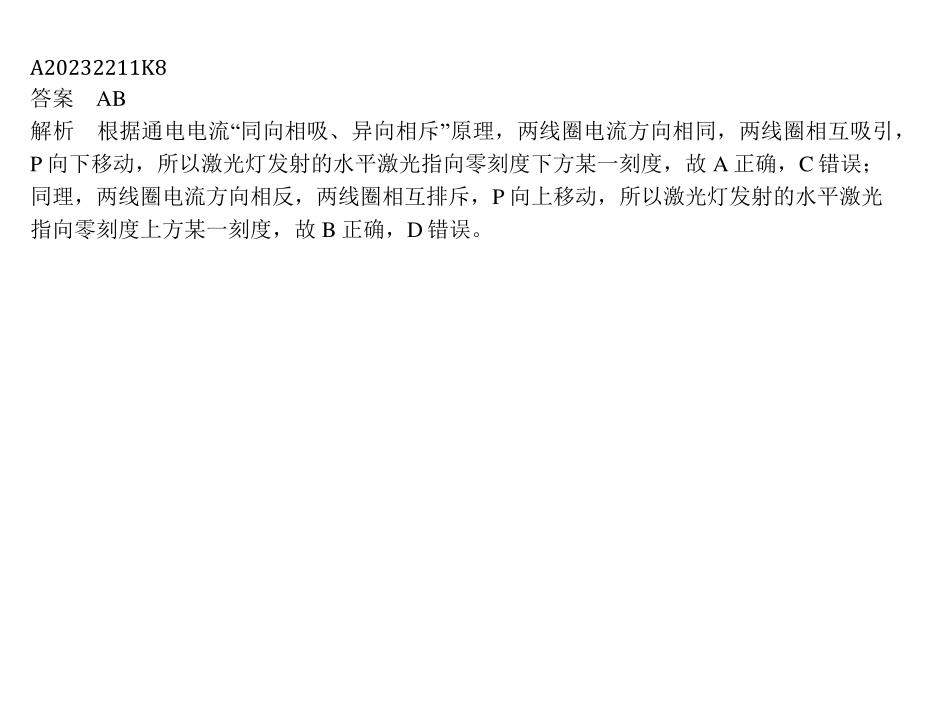 A20232211K8
答案 AB
解析 根据通电电流“同向相吸、异向相斥”原理，两线圈电流方向相同，两线圈相互吸引，
P 向下移动，所以激光灯发射的水平激光指向零刻度下方某一刻度，故 A 正确，C 错误；
同理，两线圈电流方向相反，两线圈相互排斥，P 向上移动，所以激光灯发射的水平激光
指向零刻度上方某一刻度，故 B 正确，D 错误。